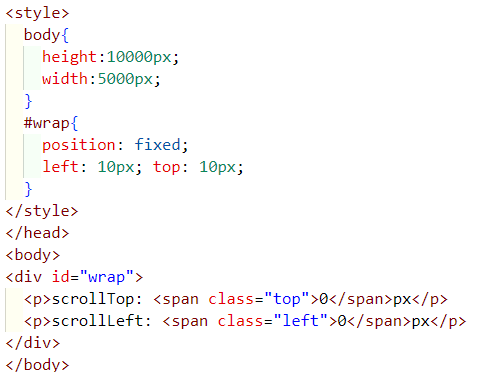 <style>
  body{
    height:10000px;
    width:5000px;
  }
  #wrap{
    position: fixed;
    left: 10px; top: 10px;
  }
</style>
</head>
<body>
<div id="wrap">
  <p>scrollTop: <span class="top">0</span>px</p>
  <p>scrollLeft: <span class="left">0</span>px</p>
</div>
</body>